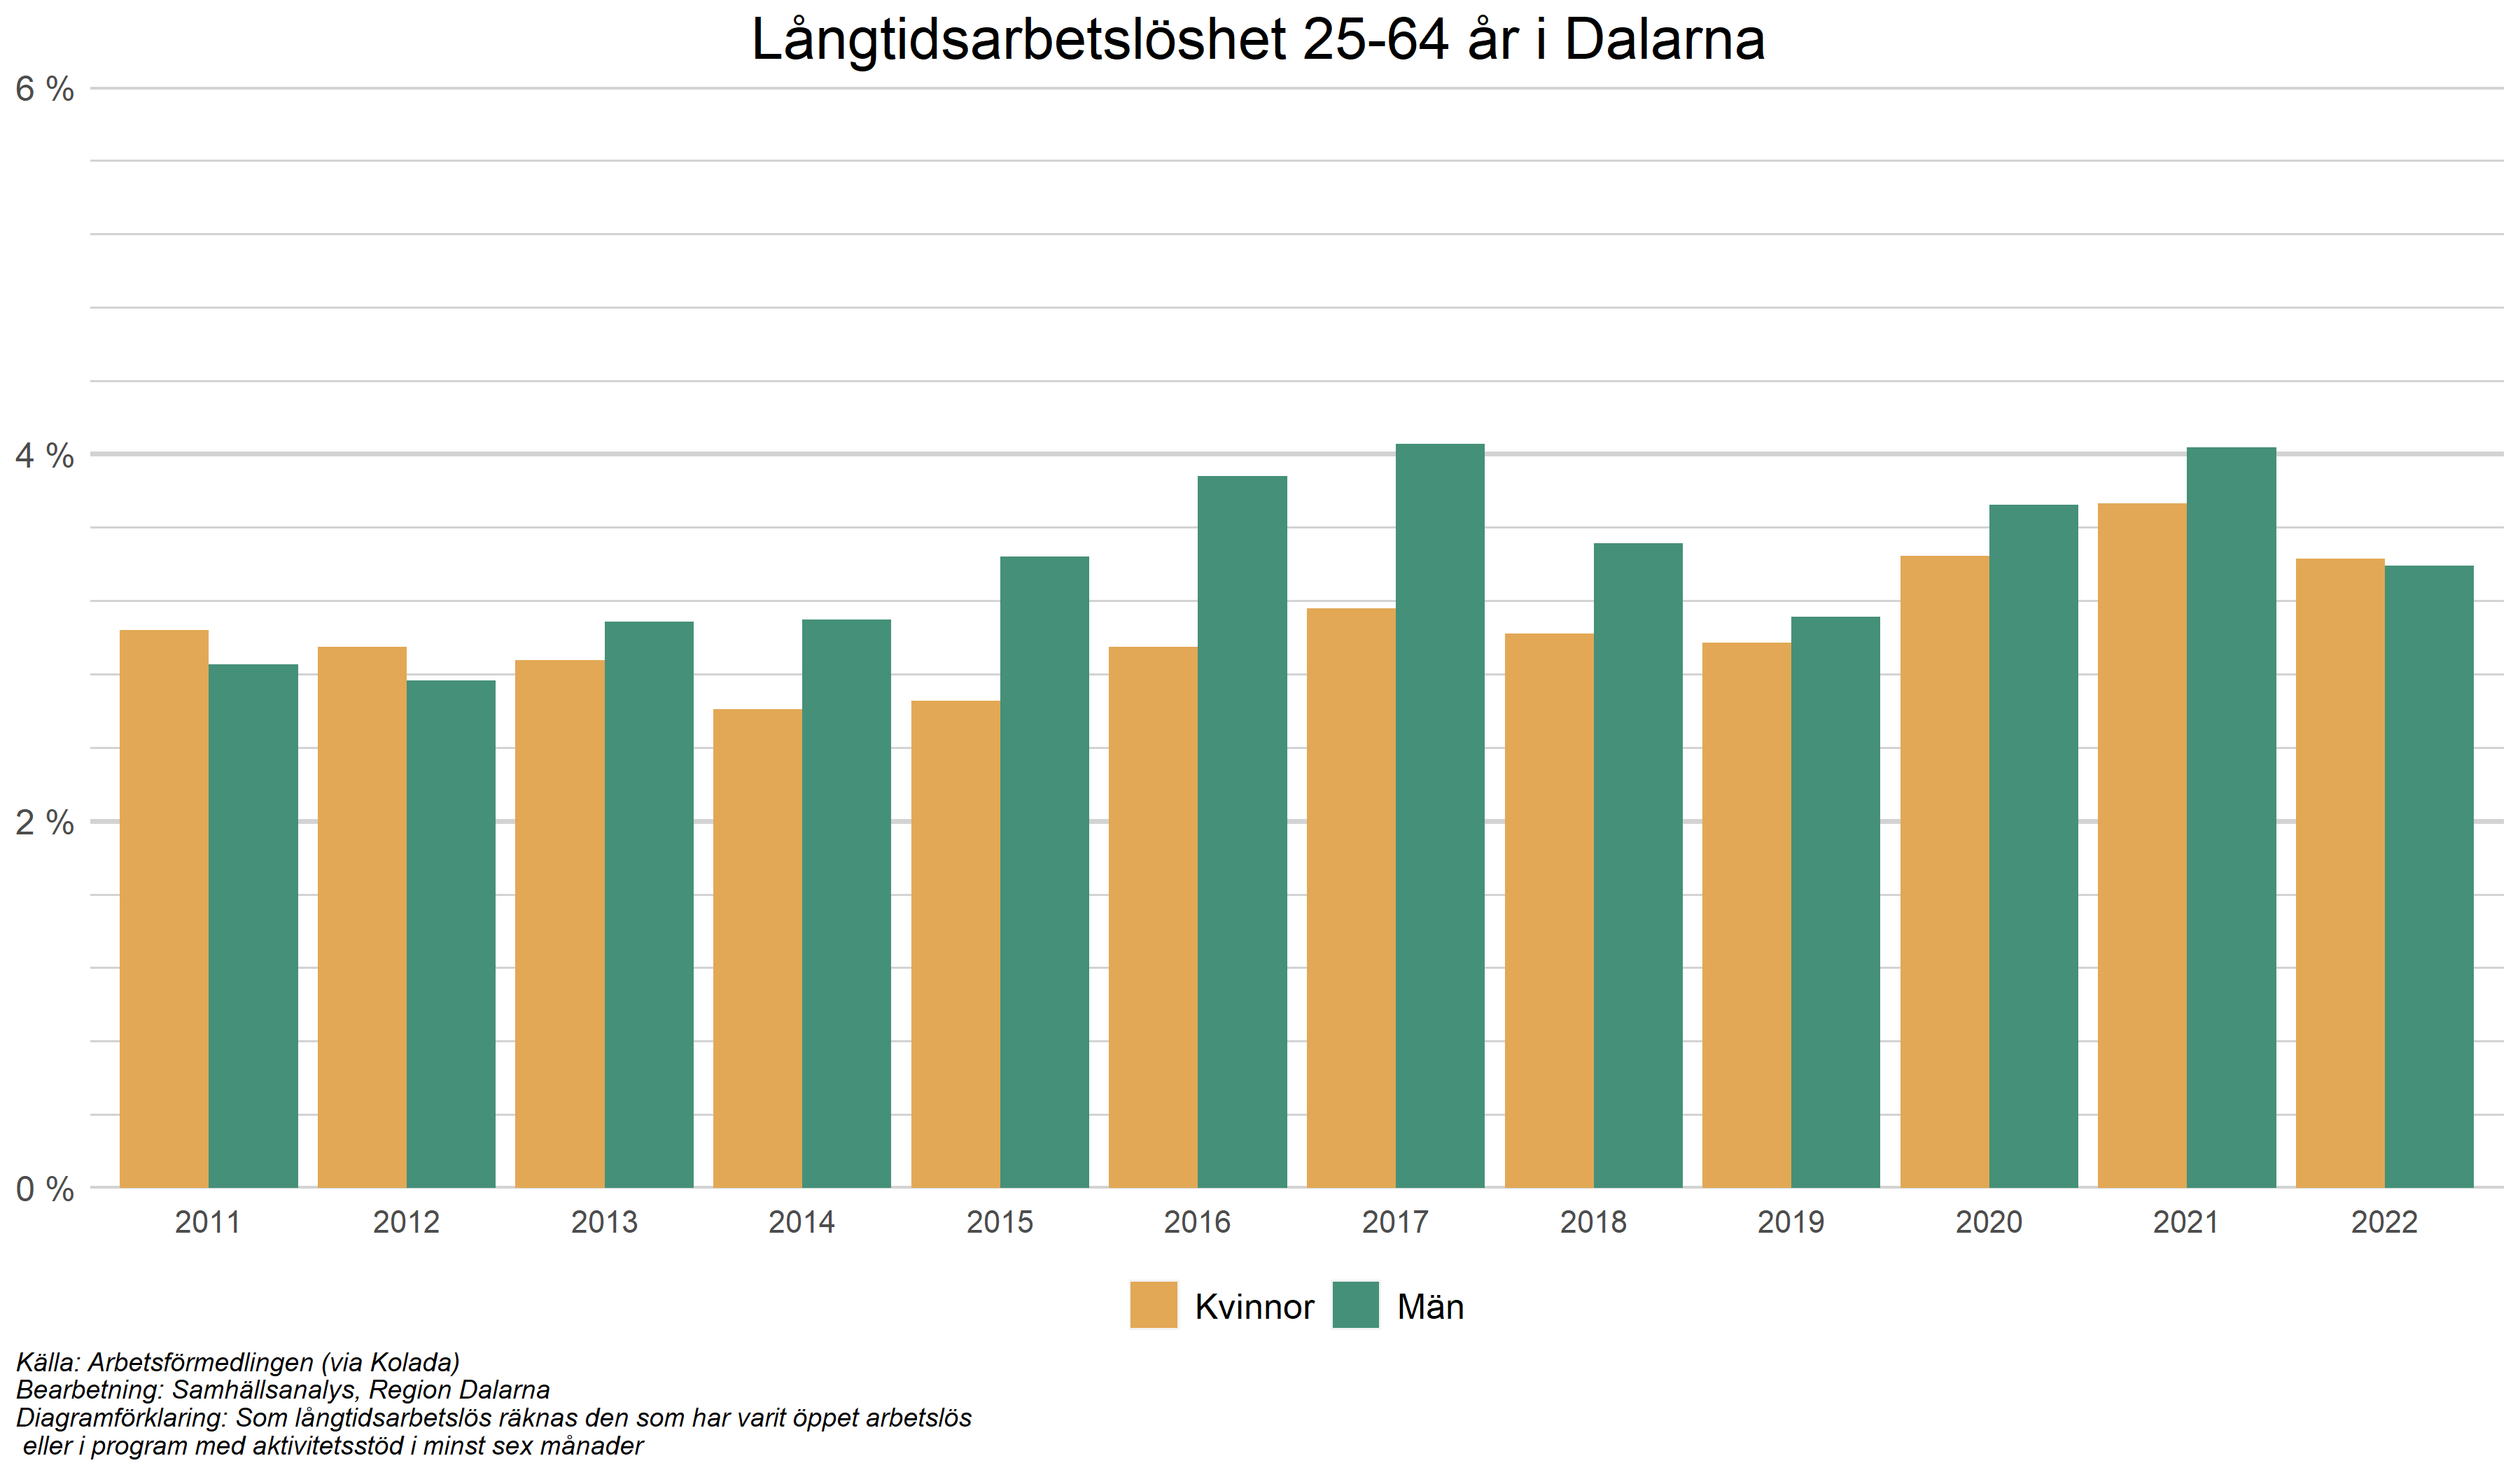 Långtidsarbetslöshet 25-64 år i Dalarna
6 %
4 %
2 %
0 %
2011 2012 2013 2014 2015 2016 2017 2018 2019 2020 2021 2022
Kvinnor Män
Källa: Arbetsförmedlingen (via Kolada)
Bearbetning: Samhällsanalys, Region Dalarna
Diagramförklaring: Som långtidsarbetslös räknas den som har varit öppet arbetslös
eller i program med aktivitetsstöd i minst sex månader